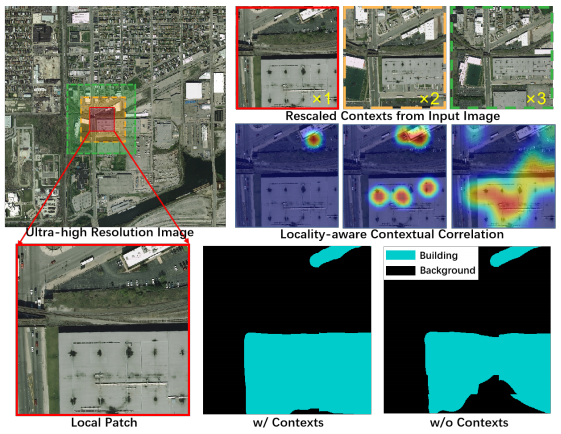 ×1
×2
×3
Rescaled Contexts from Input Image
Ultra-high Resolution Image
Locality-aware Contextual Correlation
Building
Background
Local Patch
w/ Contexts
w/o Contexts